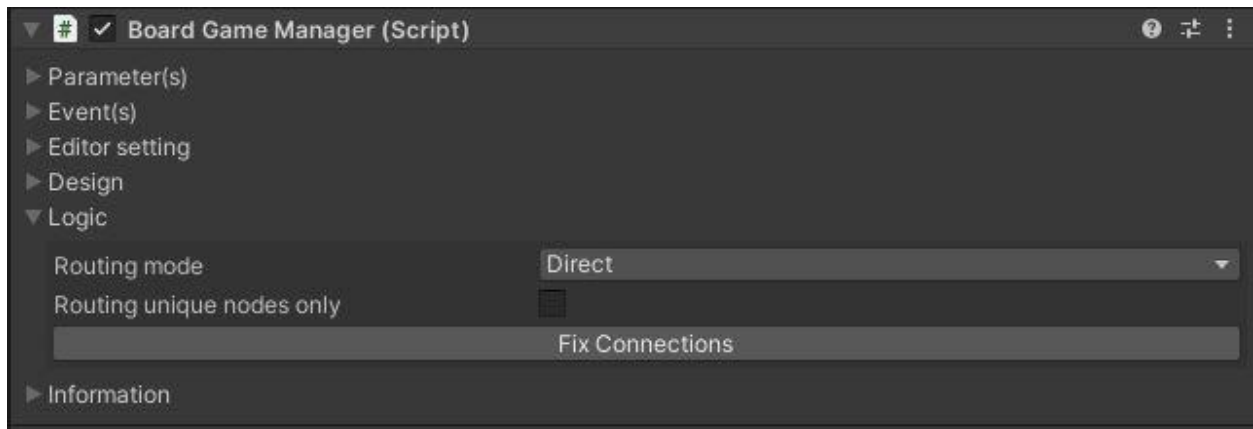 # Board Game Manager (Script)
Parameter(s)
Event(s)
Editor setting
Design
Logic
Routing mode Direct
Routing unique nodes only
Fix Connections
Information